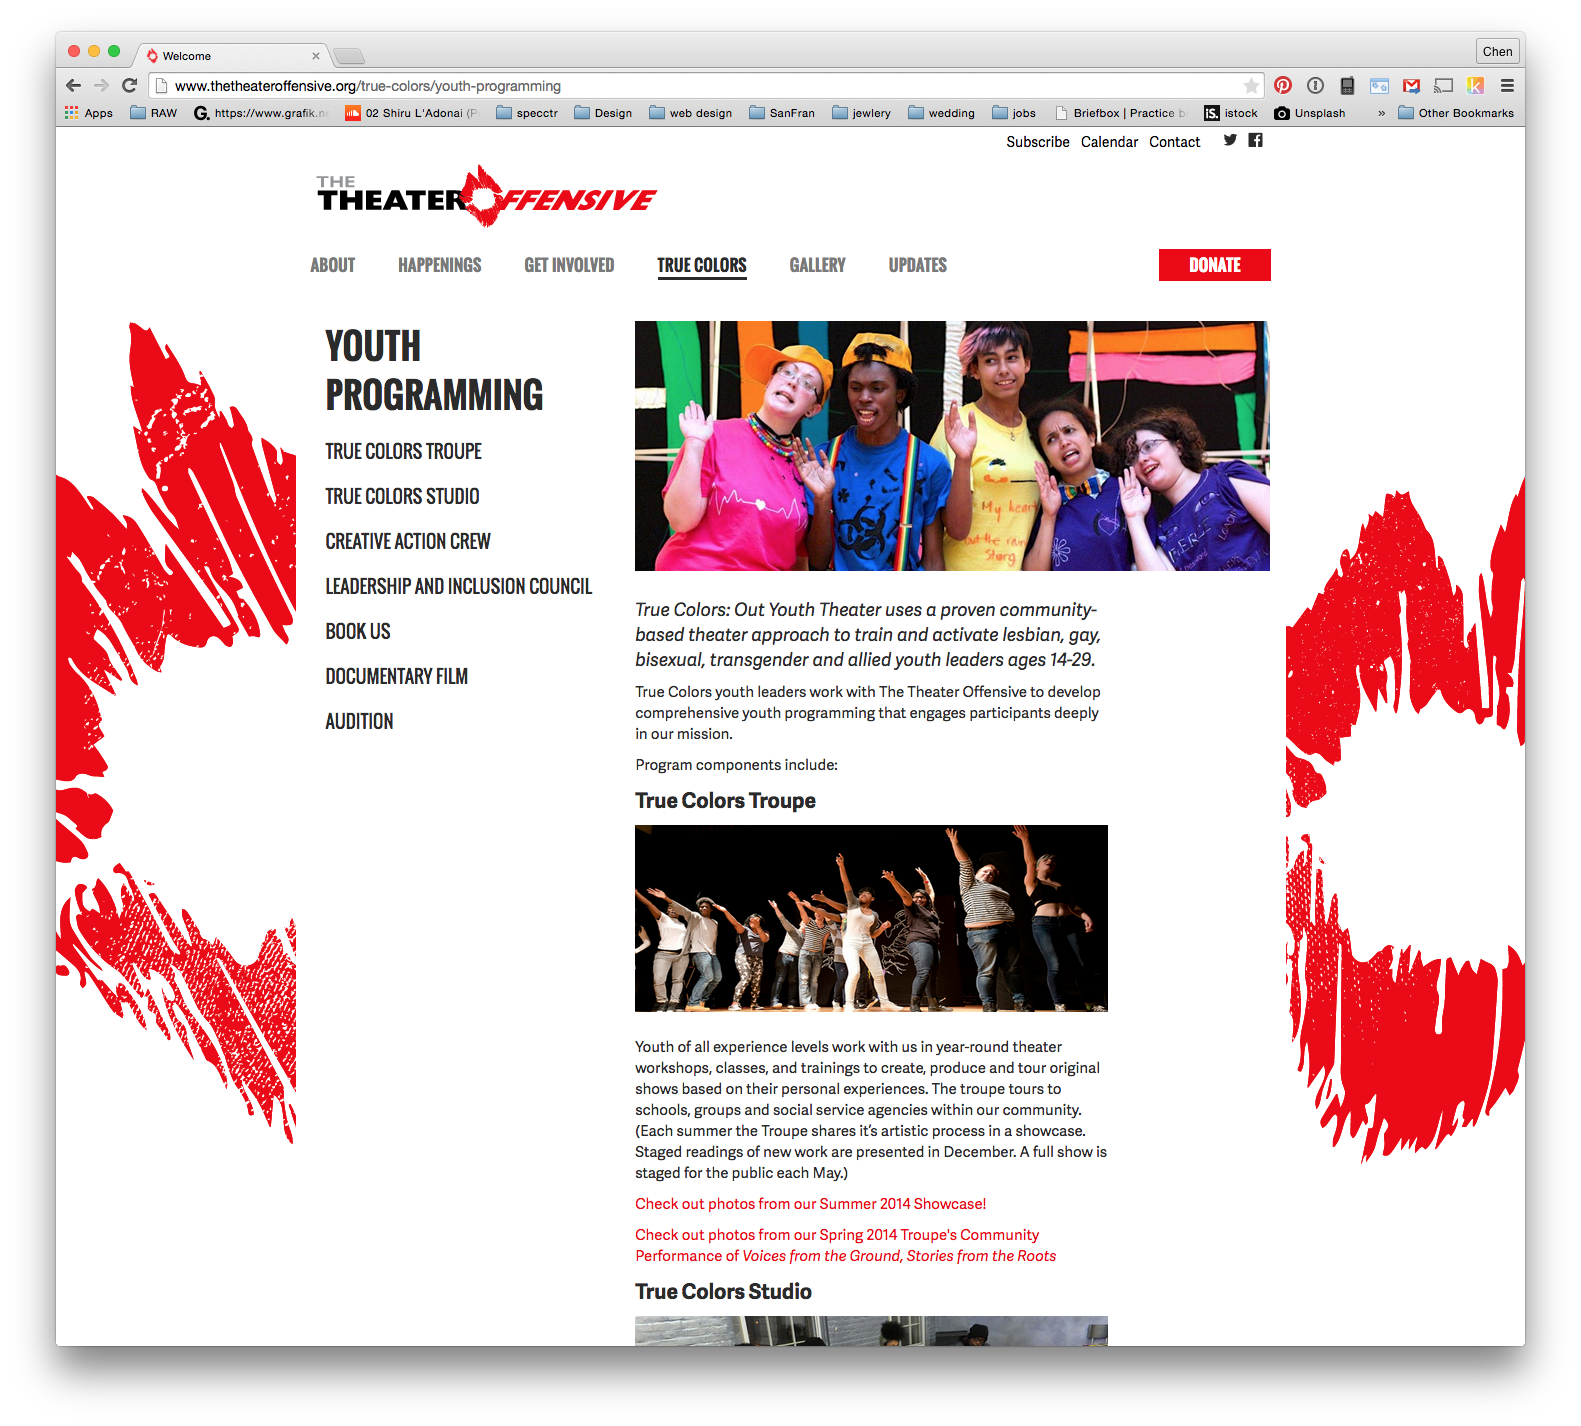 Welcome
Chen
www.thetheateroffensive.org/true-colors/youth-programming
Apps RAW https://www.grafik.ne 02 Shiru L'Adonai (P specctr Design web design SanFran jewlery wedding jobs Briefbox | Practice b istock Unsplash » Other Bookmarks
Subscribe Calendar Contact
THE
THEATER OFFENSIVE
ABOUT HAPPENINGS GET INVOLVED TRUE COLORS GALLERY UPDATES DONATE
YOUTH
PROGRAMMING
TRUE COLORS TROUPE
TRUE COLORS STUDIO
CREATIVE ACTION CREW
LEADERSHIP AND INCLUSION COUNCIL
BOOK US
DOCUMENTARY FILM
AUDITION
My heart
out the
Strong
True Colors: Out Youth Theater uses a proven community-
based theater approach to train and activate lesbian, gay,
bisexual, transgender and allied youth leaders ages 14-29.
True Colors youth leaders work with The Theater Offensive to develop
comprehensive youth programming that engages participants deeply
in our mission.
Program components include:
True Colors Troupe
Youth of all experience levels work with us in year-round theater
workshops, classes, and trainings to create, produce and tour original
shows based on their personal experiences. The troupe tours to
schools, groups and social service agencies within our community.
(Each summer the Troupe shares it's artistic process in a showcase.
Staged readings of new work are presented in December. A full show is
staged for the public each May.)
Check out photos from our Summer 2014 Showcase!
Check out photos from our Spring 2014 Troupe's Community
Performance of Voices from the Ground, Stories from the Roots
True Colors Studio